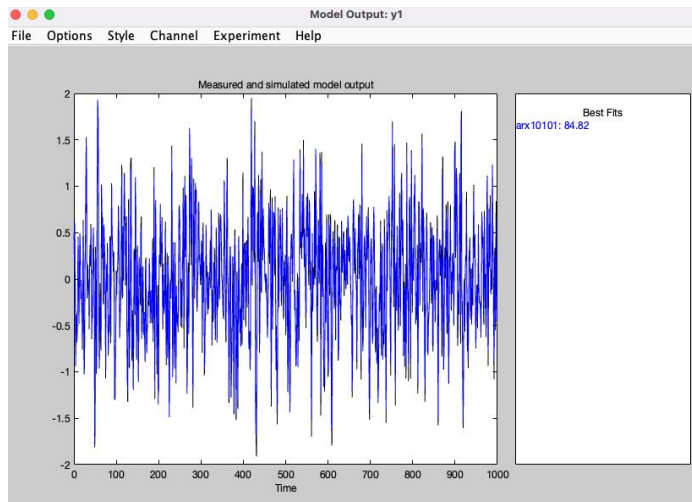 Model Output: y1
File Options Style Channel Experiment Help
Measured and simulated model output
2
1.5
1
0.5
0
-0.5
-1
-1.5
-2
0 100 200 300 400 500 600 700 800 900 1000
Time
Best Fits
arx10101: 84.82